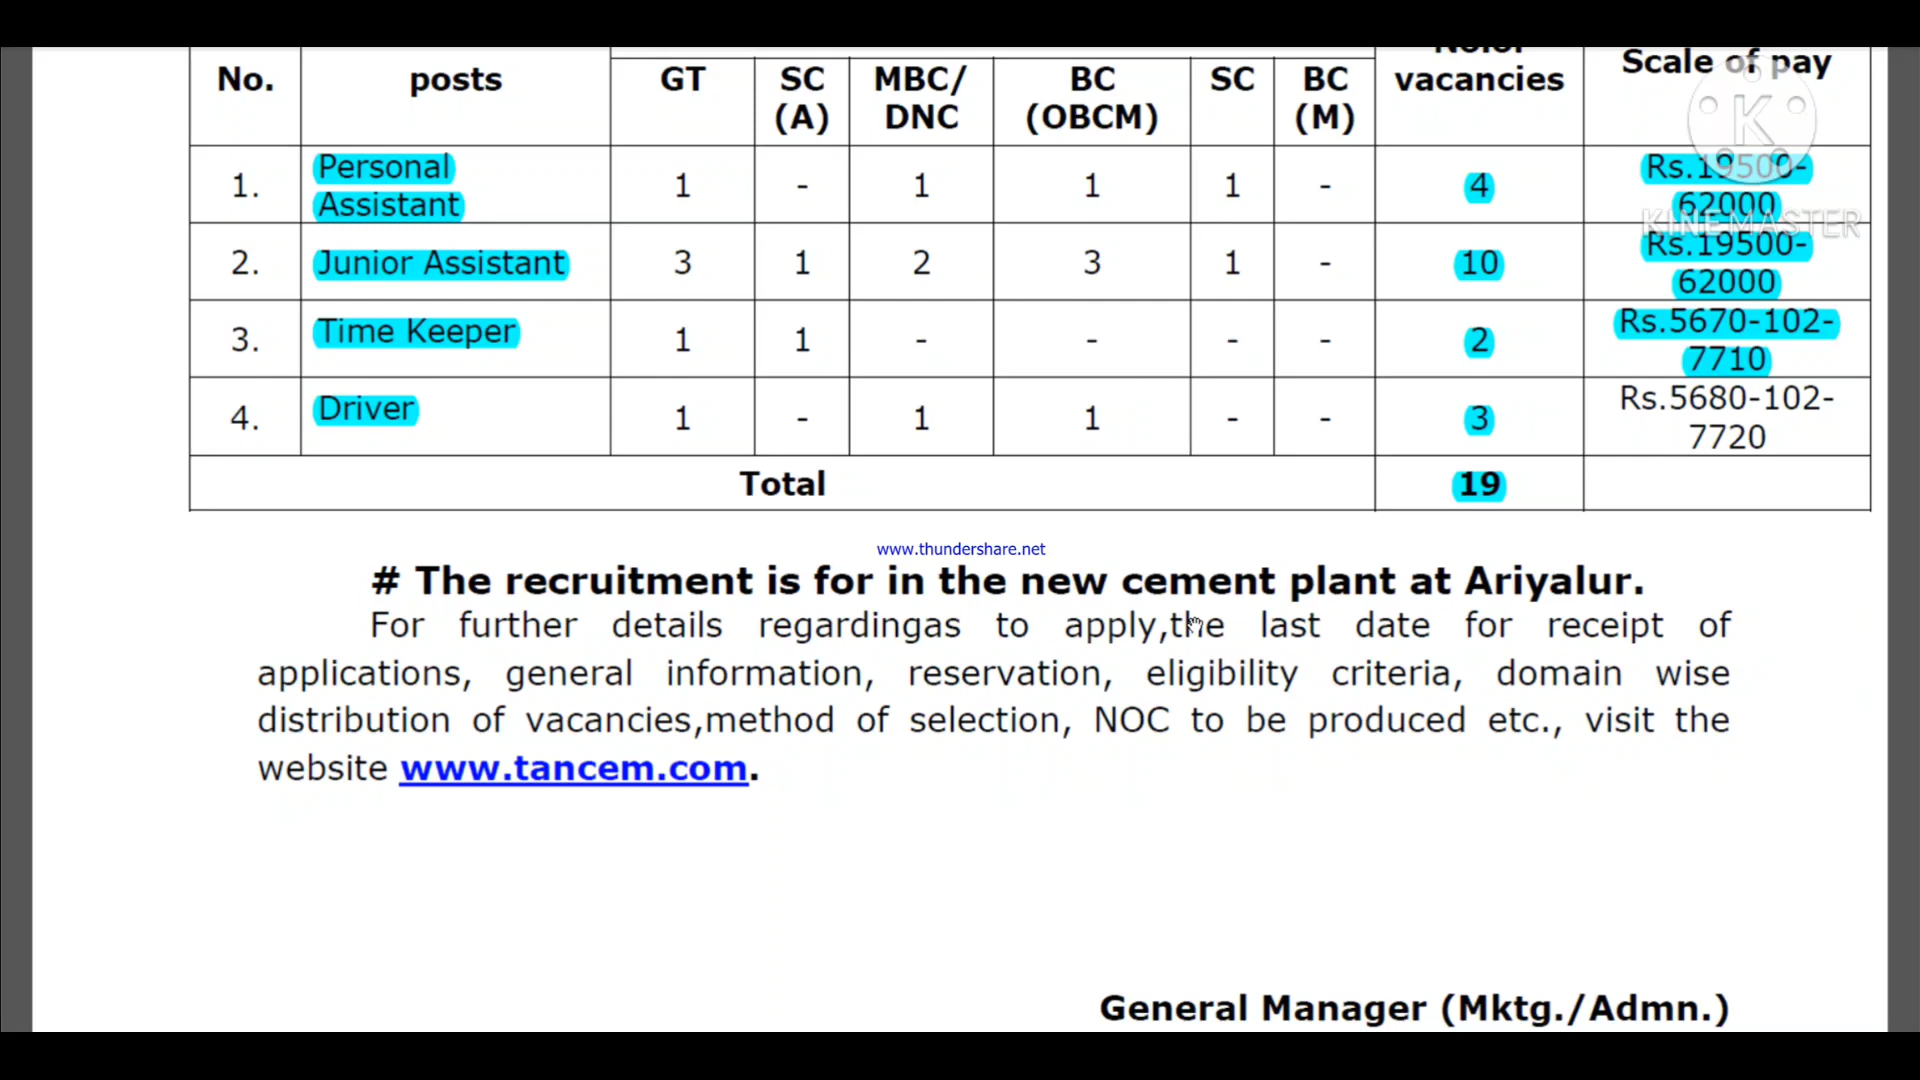 No. posts GT SC (A) MBC/ DNC BC (OBCM) SC BC (M) vacancies Scale of pay
1. Personal Assistant 1 - 1 1 1 - 4 Rs.19500-62000
2. Junior Assistant 3 1 2 3 1 - 10 Rs.19500-62000
3. Time Keeper 1 1 - - - - 2 Rs.5670-102-7710
4. Driver 1 - 1 1 - - 3 Rs.5680-102-7720
Total 19
K
KINEMASTER
www.thundershare.net
# The recruitment is for in the new cement plant at Ariyalur.
For further details regardingas to apply,the last date for receipt of
applications, general information, reservation, eligibility criteria, domain wise
distribution of vacancies,method of selection, NOC to be produced etc., visit the
website www.tancem.com.
General Manager (Mktg./Admn.)